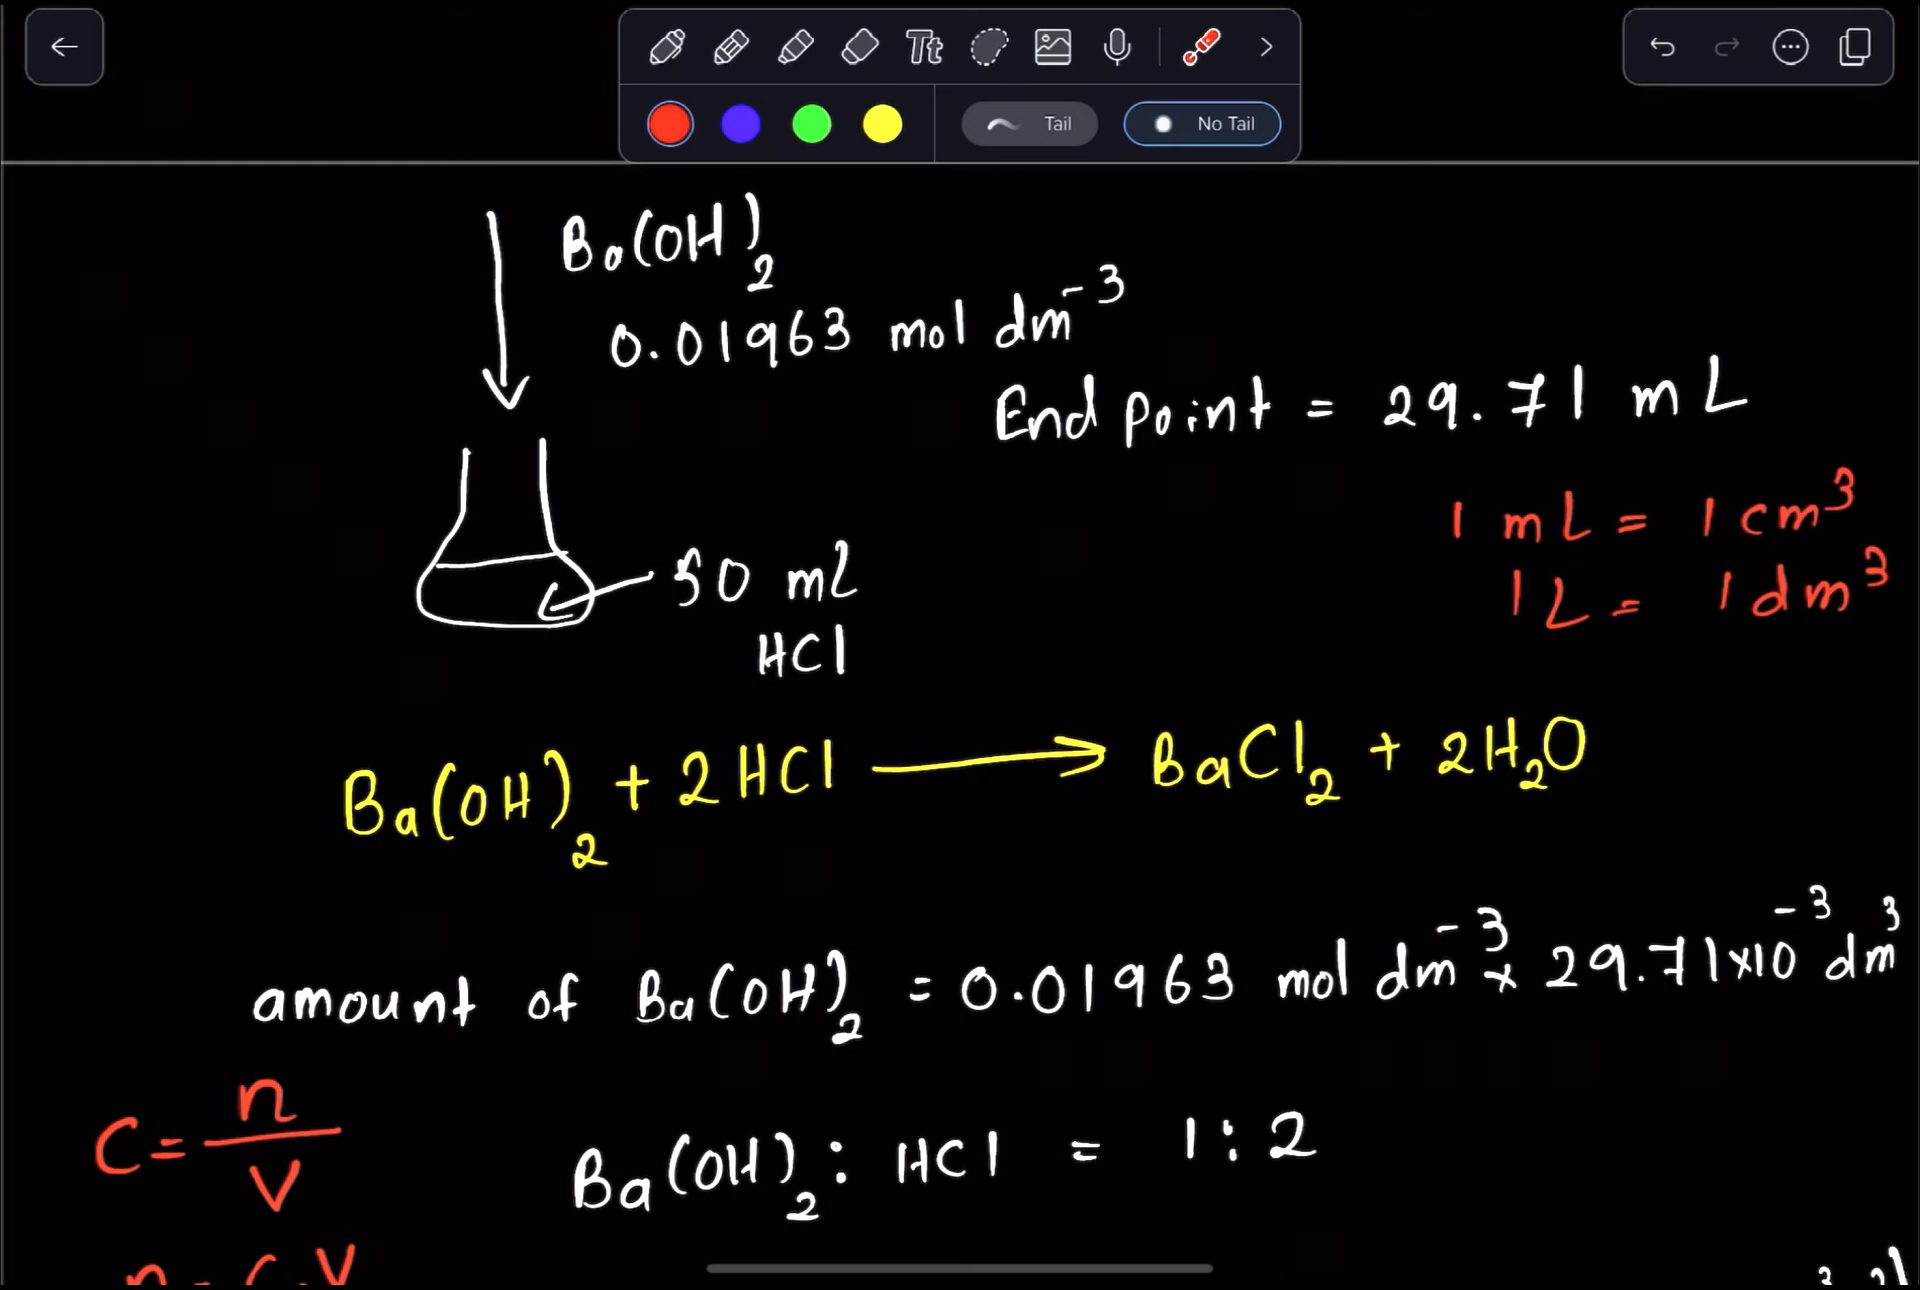 Tt
Tail
No Tail
Ba(OH)₂
0.01963 mol dm⁻³
End point = 29.71 mL
1 mL = 1 cm³
1 L = 1 dm³
50 mL
HCl
Ba(OH)₂ + 2HCl ⟶ BaCl₂ + 2H₂O
amount of Ba(OH)₂ = 0.01963 mol dm⁻³ × 29.71×10⁻³ dm³
C = n/V
Ba(OH)₂ : HCl = 1 : 2
n = C.V